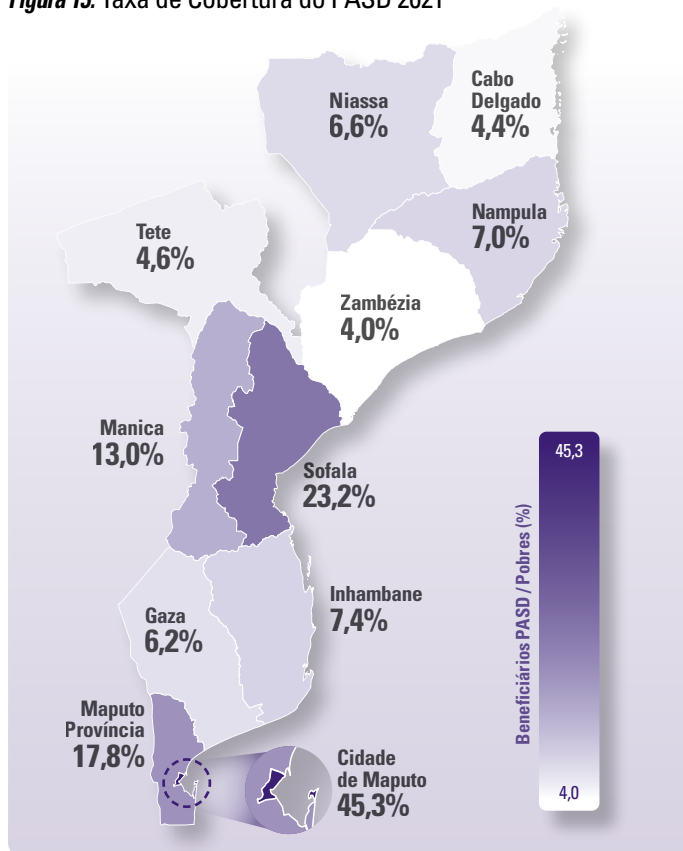 Figura 15. Taxa de Cobertura do PASD 2021
Cabo
Delgado
4,4%
Niassa
6,6%
Nampula
7,0%
Tete
4,6%
Zambézia
4,0%
Manica
13,0%
Sofala
23,2%
Inhambane
7,4%
Gaza
6,2%
Maputo
Província
17,8%
Cidade
de Maputo
45,3%
45,3
Beneficiários PASD / Pobres (%)
4,0